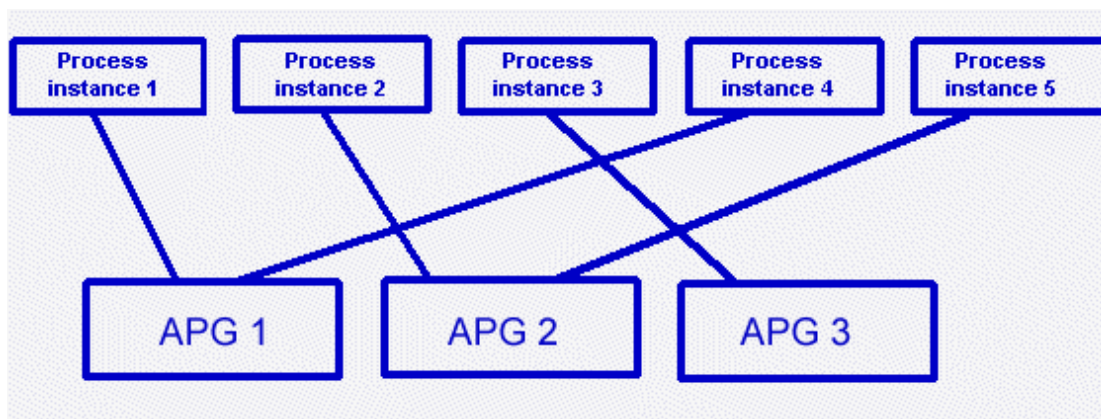 Process
instance 1
Process
instance 2
Process
instance 3
Process
instance 4
Process
instance 5
APG 1
APG 2
APG 3